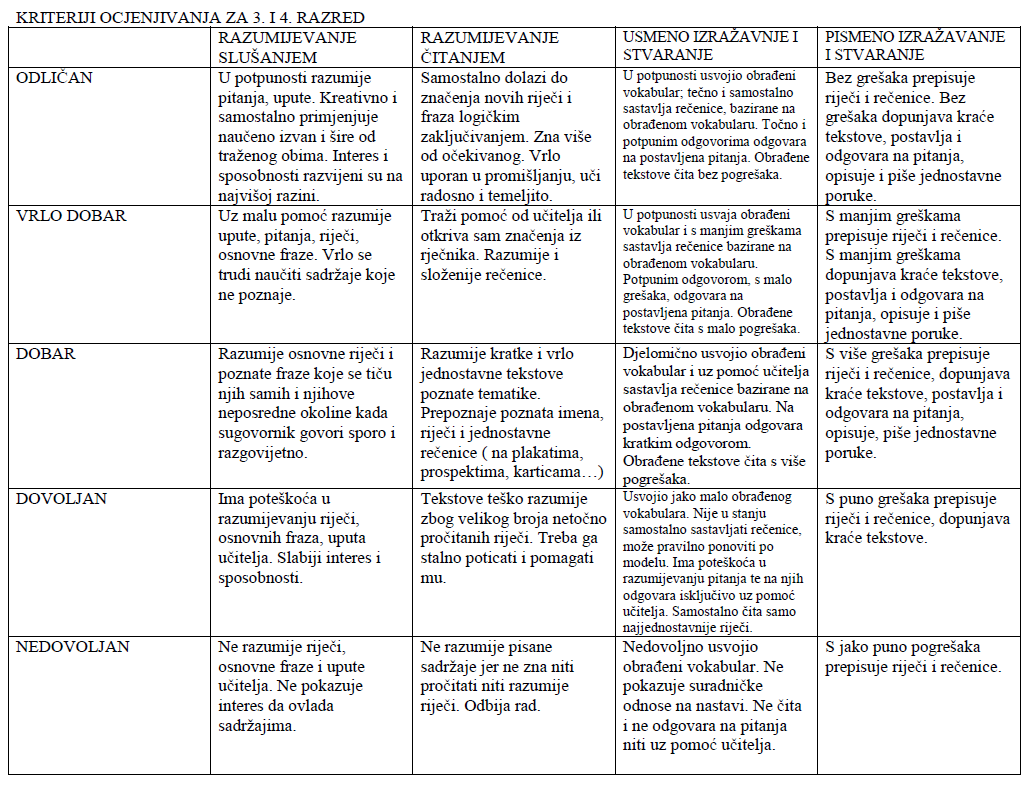 KRITERIJI OCJENJIVANJA ZA 3. I 4. RAZRED
RAZUMIJEVANJE
SLUŠANJEM
RAZUMIJEVANJE
ČITANJEM
USMENO IZRAŽAVNJE I
STVARANJE
PISMENO IZRAŽAVANJE
I STVARANJE
ODLIČAN
U potpunosti razumije
pitanja, upute. Kreativno i
samostalno primjenjuje
naučeno izvan i šire od
traženog obima. Interes i
sposobnosti razvijeni su na
najvišoj razini.
Samostalno dolazi do
značenja novih riječi i
fraza logičkim
zaključivanjem. Zna više
od očekivanog. Vrlo
uporan u promišljanju, uči
radosno i temeljito.
U potpunosti usvojio obrađeni
vokabular; tečno i samostalno
sastavlja rečenice, bazirane na
obrađenom vokabularu. Točno i
potpunim odgovorima odgovara
na postavljena pitanja. Obrađene
tekstove čita bez pogrešaka.
Bez grešaka prepisuje
riječi i rečenice. Bez
grešaka dopunjava kraće
tekstove, postavlja i
odgovara na pitanja,
opisuje i piše jednostavne
poruke.
VRLO DOBAR
Uz malu pomoć razumije
upute, pitanja, riječi,
osnovne fraze. Vrlo se
trudi naučiti sadržaje koje
ne poznaje.
Traži pomoć od učitelja ili
otkriva sam značenja iz
rječnika. Razumije i
složenije rečenice.
U potpunosti usvaja obrađeni
vokabular i s manjim greškama
sastavlja rečenice bazirane na
obrađenom vokabularu.
Potpunim odgovorom, s malo
grešaka, odgovara na
postavljena pitanja. Obrađene
tekstove čita s malo pogrešaka.
S manjim greškama
prepisuje riječi i rečenice.
S manjim greškama
dopunjava kraće tekstove,
postavlja i odgovara na
pitanja, opisuje i piše
jednostavne poruke.
DOBAR
Razumije osnovne riječi i
poznate fraze koje se tiču
njih samih i njihove
neposredne okoline kada
sugovornik govori sporo i
razgovijetno.
Razumije kratke i vrlo
jednostavne tekstove
poznate tematike.
Prepoznaje poznata imena,
riječi i jednostavne
rečenice ( na plakatima,
prospektima, karticama…)
Djelomično usvojio obrađeni
vokabular i uz pomoć učitelja
sastavlja rečenice bazirane na
obrađenom vokabularu. Na
postavljena pitanja odgovara
kratkim odgovorom.
Obrađene tekstove čita s više
pogrešaka.
S više grešaka prepisuje
riječi i rečenice, dopunjava
kraće tekstove, postavlja i
odgovara na pitanja,
opisuje, piše jednostavne
poruke.
DOVOLJAN
Ima poteškoća u
razumijevanju riječi,
osnovnih fraza, uputa
učitelja. Slabiji interes i
sposobnosti.
Tekstove teško razumije
zbog velikog broja netočno
pročitanih riječi. Treba ga
stalno poticati i pomagati
mu.
Usvojio jako malo obrađenog
vokabulara. Nije u stanju
samostalno sastavljati rečenice,
može pravilno ponoviti po
modelu. Ima poteškoća u
razumijevanju pitanja te na njih
odgovara isključivo uz pomoć
učitelja. Samostalno čita samo
najjednostavnije riječi.
S puno grešaka prepisuje
riječi i rečenice, dopunjava
kraće tekstove.
NEDOVOLJAN
Ne razumije riječi,
osnovne fraze i upute
učitelja. Ne pokazuje
interes da ovlada
sadržajima.
Ne razumije pisane
sadržaje jer ne zna niti
pročitati niti razumije
riječi. Odbija rad.
Nedovoljno usvojio
obrađeni vokabular. Ne
pokazuje suradničke
odnose na nastavi. Ne čita
i ne odgovara na pitanja
niti uz pomoć učitelja.
S jako puno pogrešaka
prepisuje riječi i rečenice.